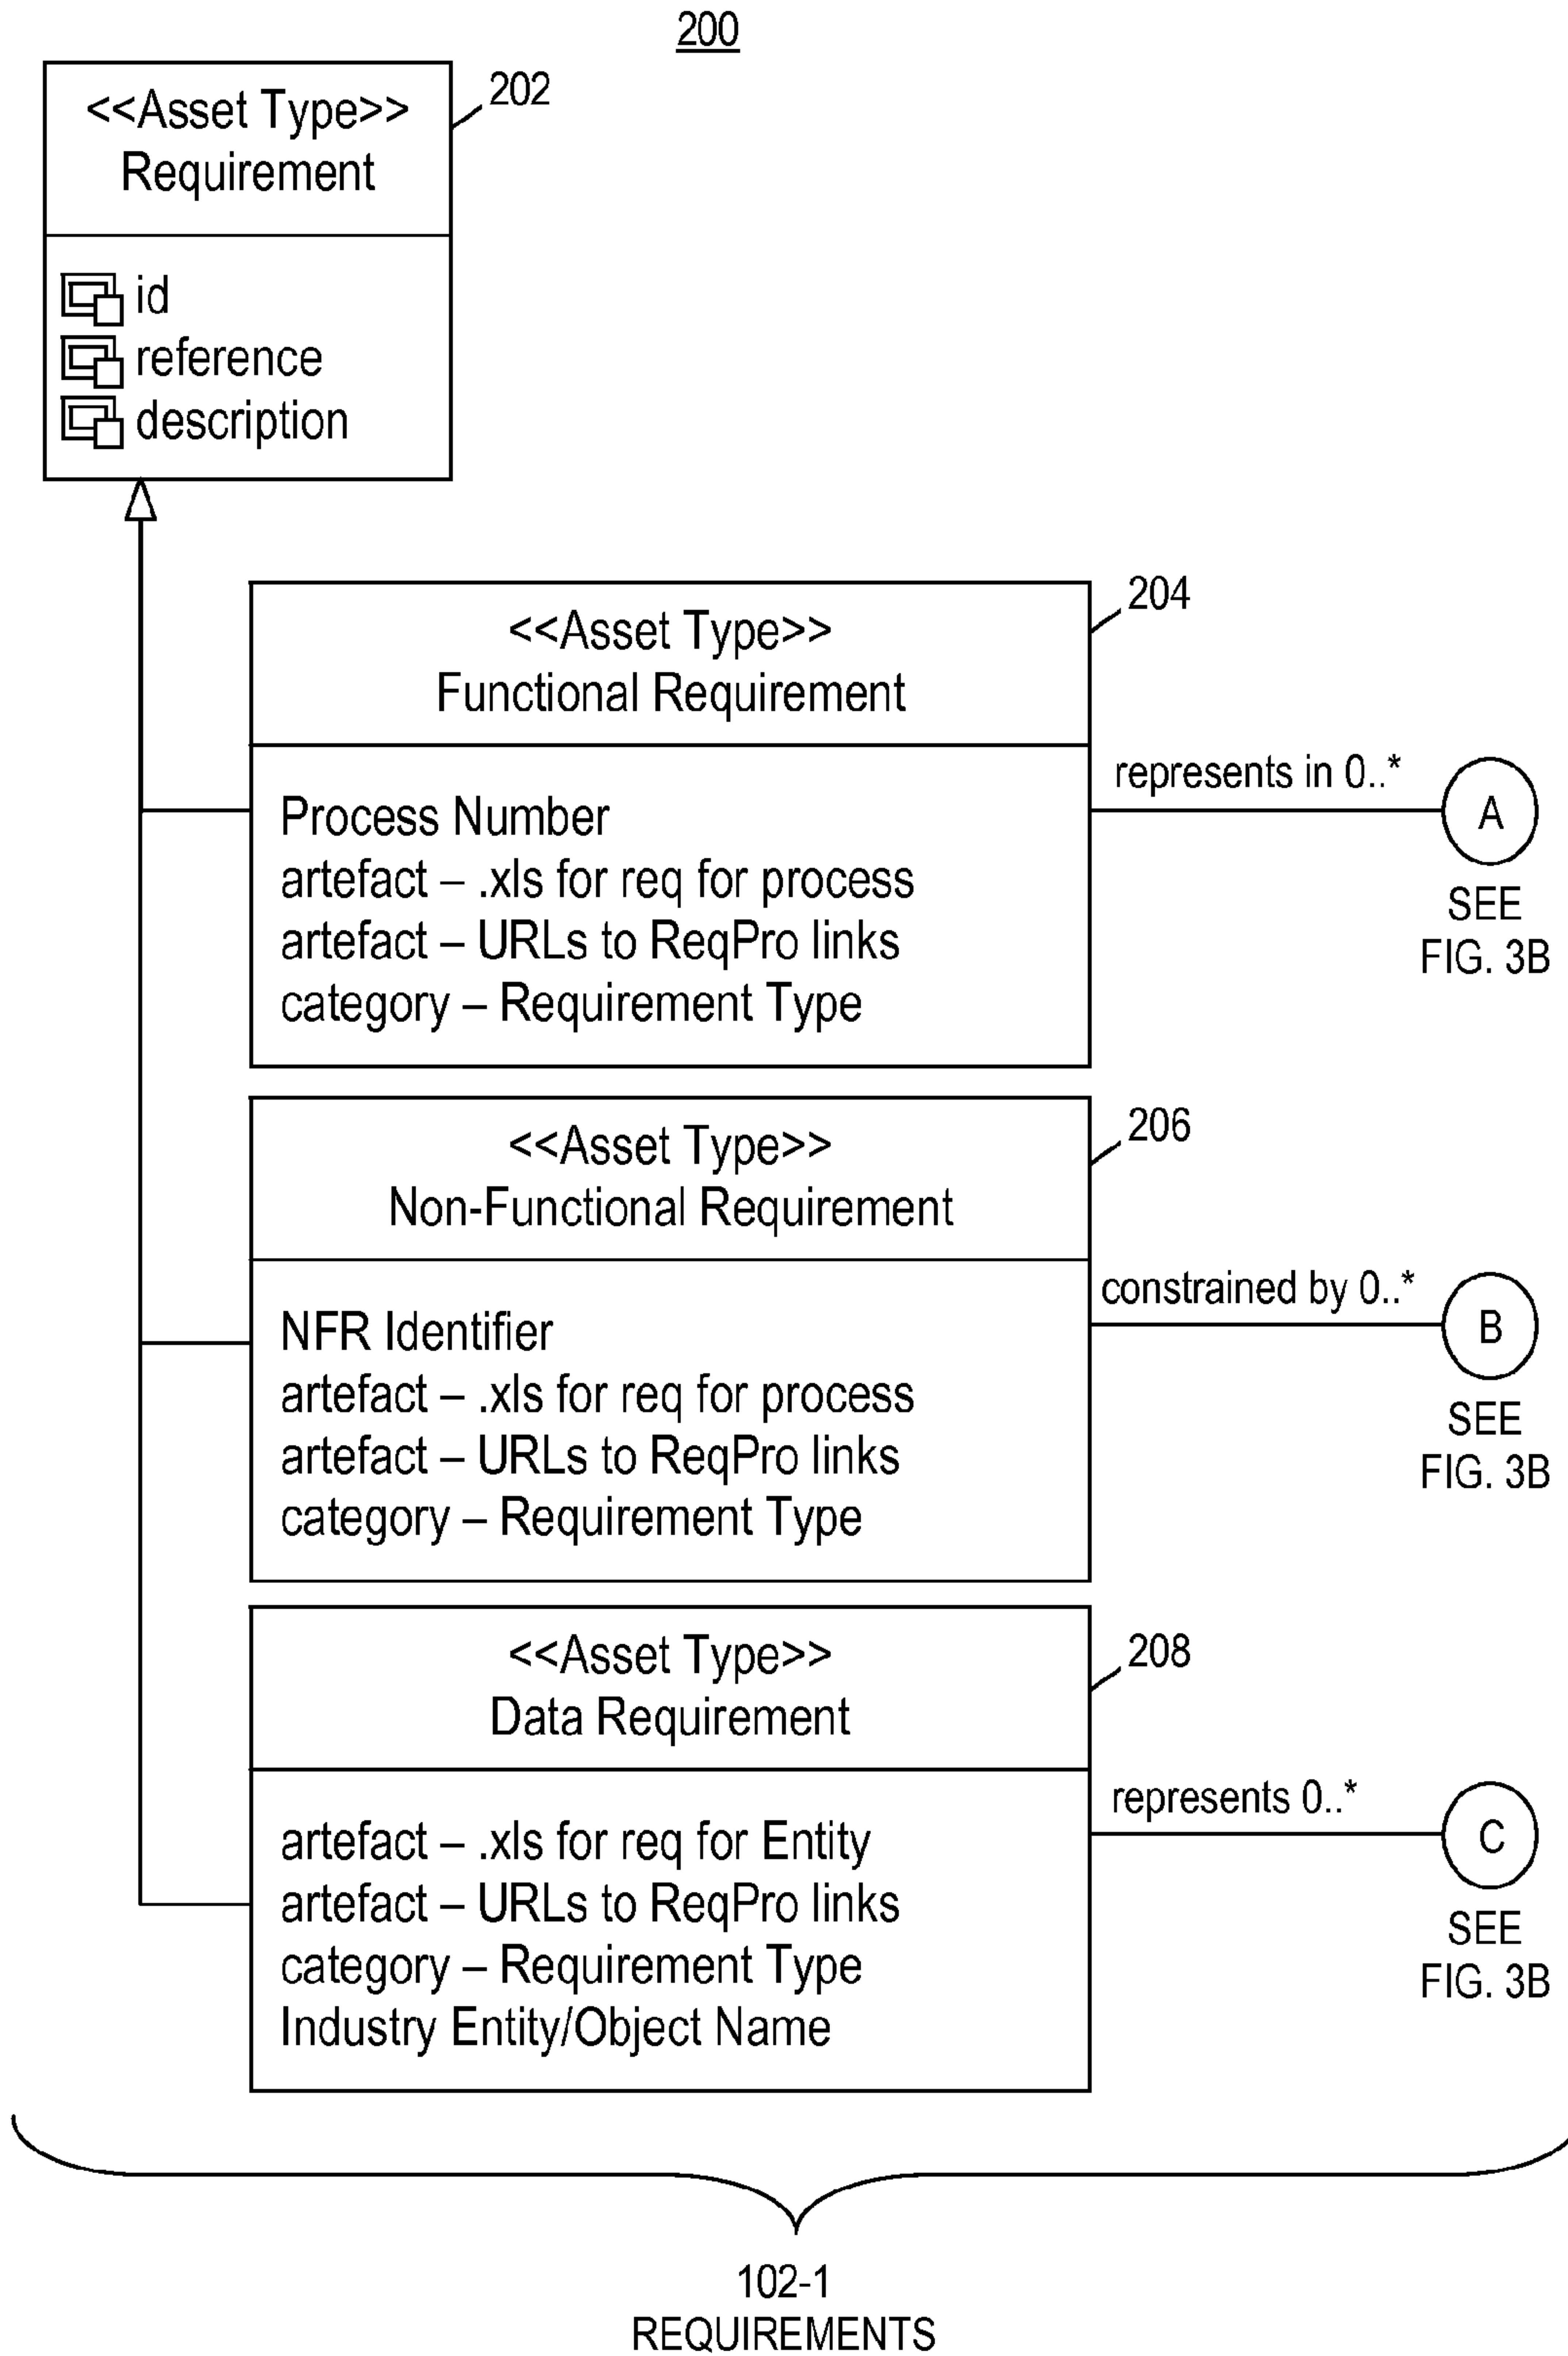 200
<<Asset Type>>
Requirement
202
id
reference
description
<<Asset Type>>
Functional Requirement
204
Process Number
artefact – .xls for req for process
artefact – URLs to ReqPro links
category – Requirement Type
represents in 0..*
A
SEE
FIG. 3B
<<Asset Type>>
Non-Functional Requirement
206
NFR Identifier
artefact – .xls for req for process
artefact – URLs to ReqPro links
category – Requirement Type
constrained by 0..*
B
SEE
FIG. 3B
<<Asset Type>>
Data Requirement
208
artefact – .xls for req for Entity
artefact – URLs to ReqPro links
category – Requirement Type
Industry Entity/Object Name
represents 0..*
C
SEE
FIG. 3B
102-1
REQUIREMENTS